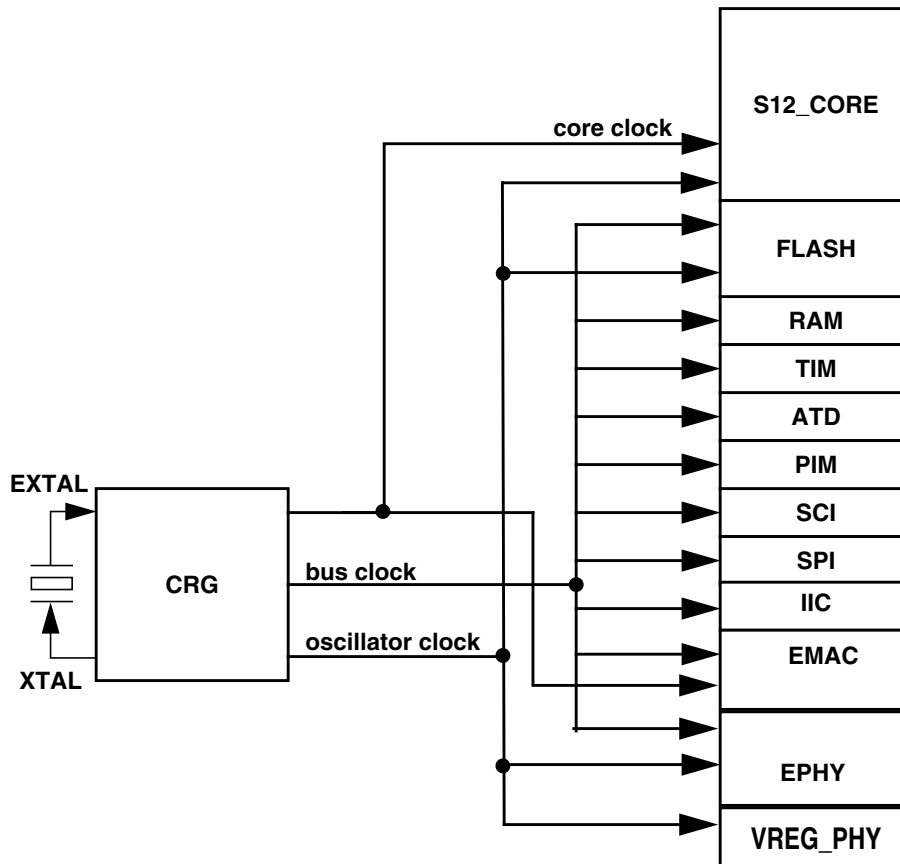 S12_CORE
core clock
FLASH
RAM
TIM
ATD
PIM
EXTAL
SCI
SPI
bus clock
CRG
IIC
oscillator clock
EMAC
XTAL
EPHY
VREG_PHY